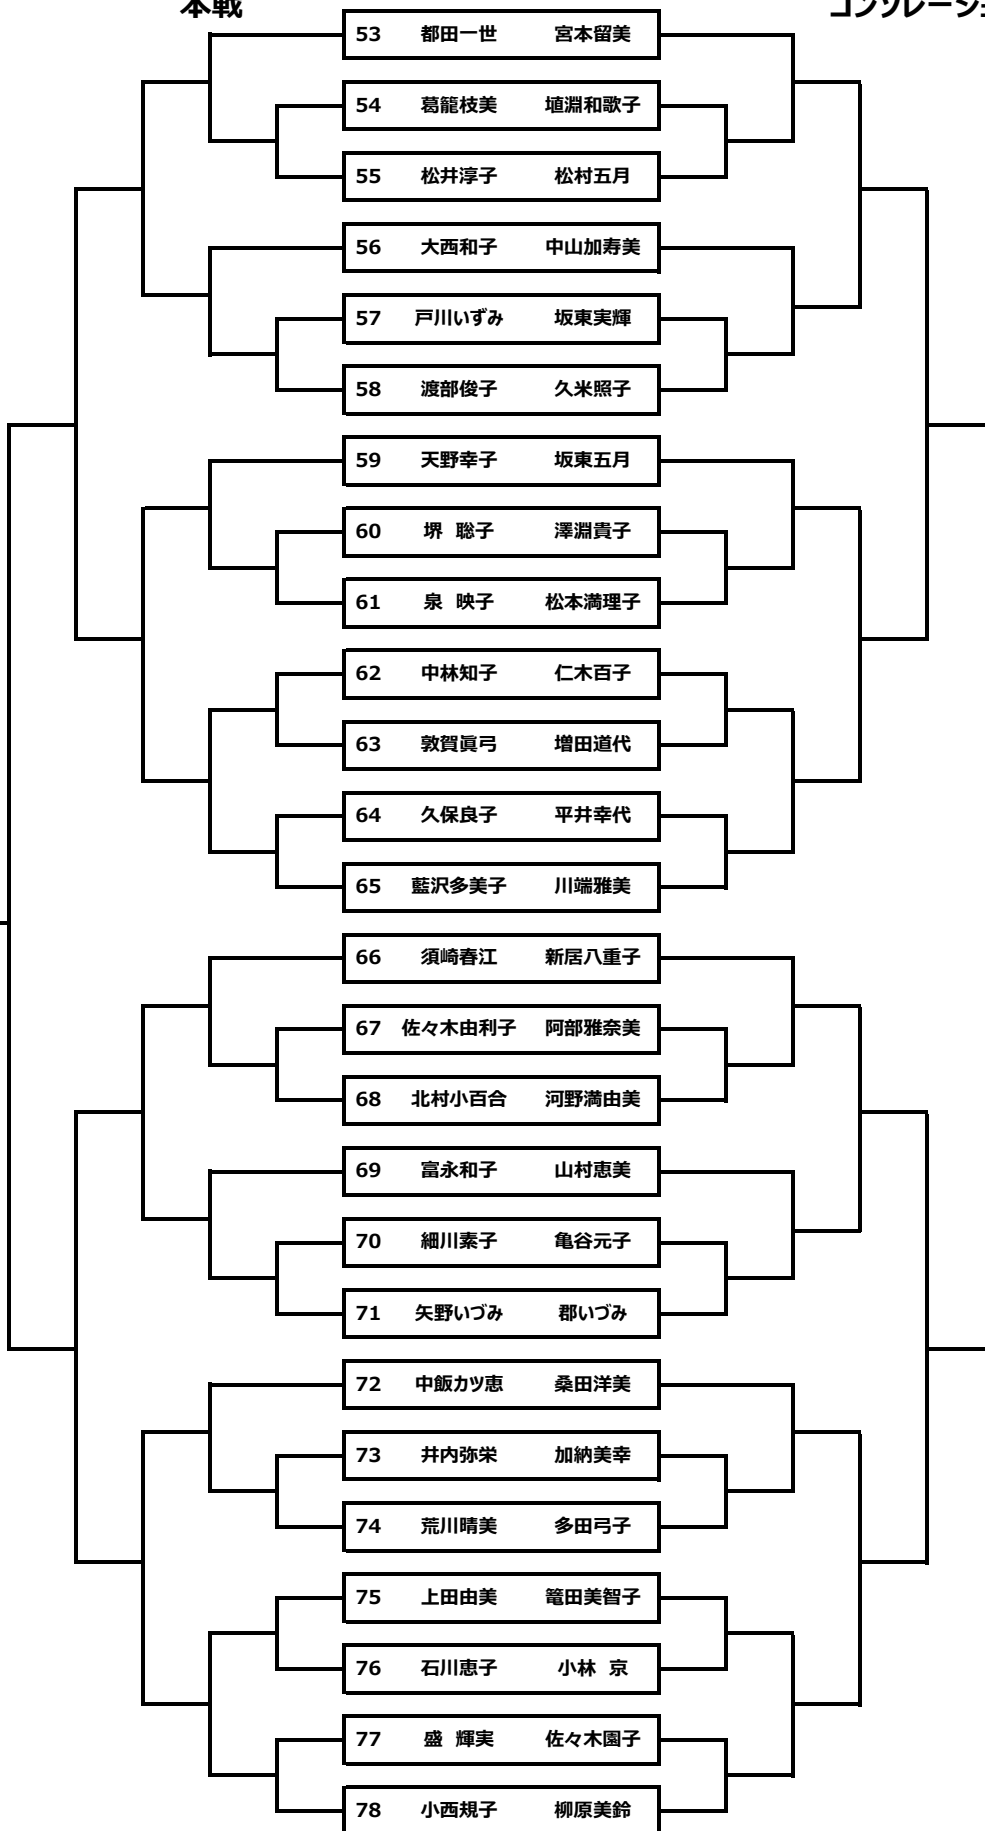 本戦 コンソレーショ
53 都田一世 宮本留美
54 葛籠枝美 埴淵和歌子
55 松井淳子 松村五月
56 大西和子 中山加寿美
57 戸川いずみ 坂東実輝
58 渡部俊子 久米照子
59 天野幸子 坂東五月
60 堺 聡子 澤淵貴子
61 泉 映子 松本満理子
62 中林知子 仁木百子
63 敦賀眞弓 増田道代
64 久保良子 平井幸代
65 藍沢多美子 川端雅美
66 須崎春江 新居八重子
67 佐々木由利子 阿部雅奈美
68 北村小百合 河野満由美
69 富永和子 山村恵美
70 細川素子 亀谷元子
71 矢野いづみ 郡いづみ
72 中飯カツ恵 桑田洋美
73 井内弥栄 加納美幸
74 荒川晴美 多田弓子
75 上田由美 篭田美智子
76 石川恵子 小林 京
77 盛 輝実 佐々木園子
78 小西規子 柳原美鈴